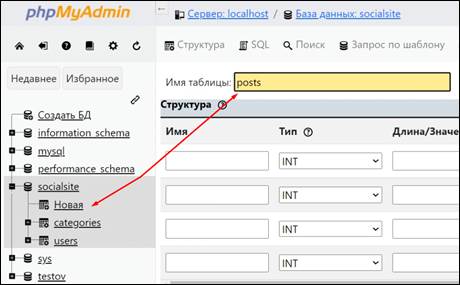 phpMyAdmin
Недавнее Избранное
Создать БД
information_schema
mysql
performance_schema
socialsite
Новая
categories
users
sys
testov
Сервер: localhost / База данных: socialsite
Структура SQL Поиск Запрос по шаблону
Имя таблицы: posts
Структура
Имя Тип Длина/Значе
INT
INT
INT
INT